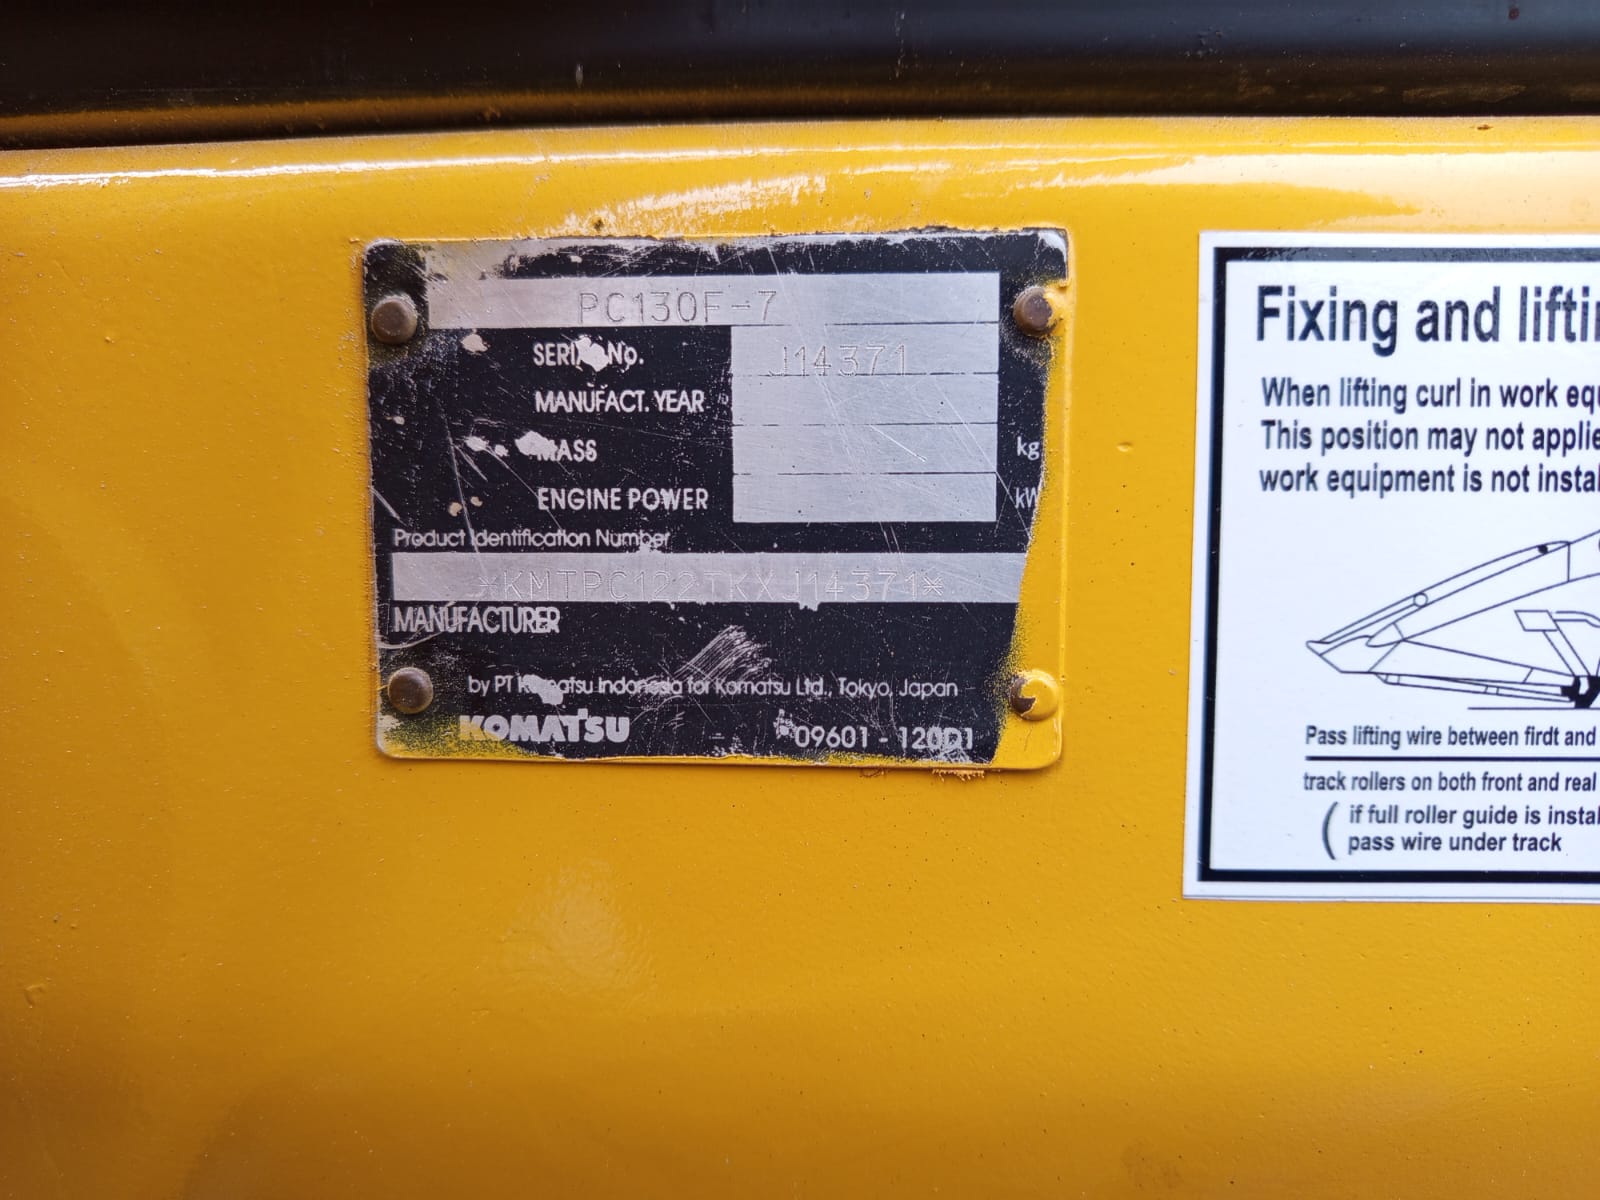 PC130F-7
SERIAL No. J14371
MANUFACT. YEAR
MASS kg
ENGINE POWER kW
Product Identification Number
*KMTPC122TKXJ14371*
MANUFACTURER
by PT Komatsu Indonesia for Komatsu Ltd., Tokyo, Japan
KOMATSU 09601 - 120D1
Fixing and liftin
When lifting curl in work equ
This position may not applie
work equipment is not instal
Pass lifting wire between firdt and
track rollers on both front and real
( if full roller guide is instal
pass wire under track